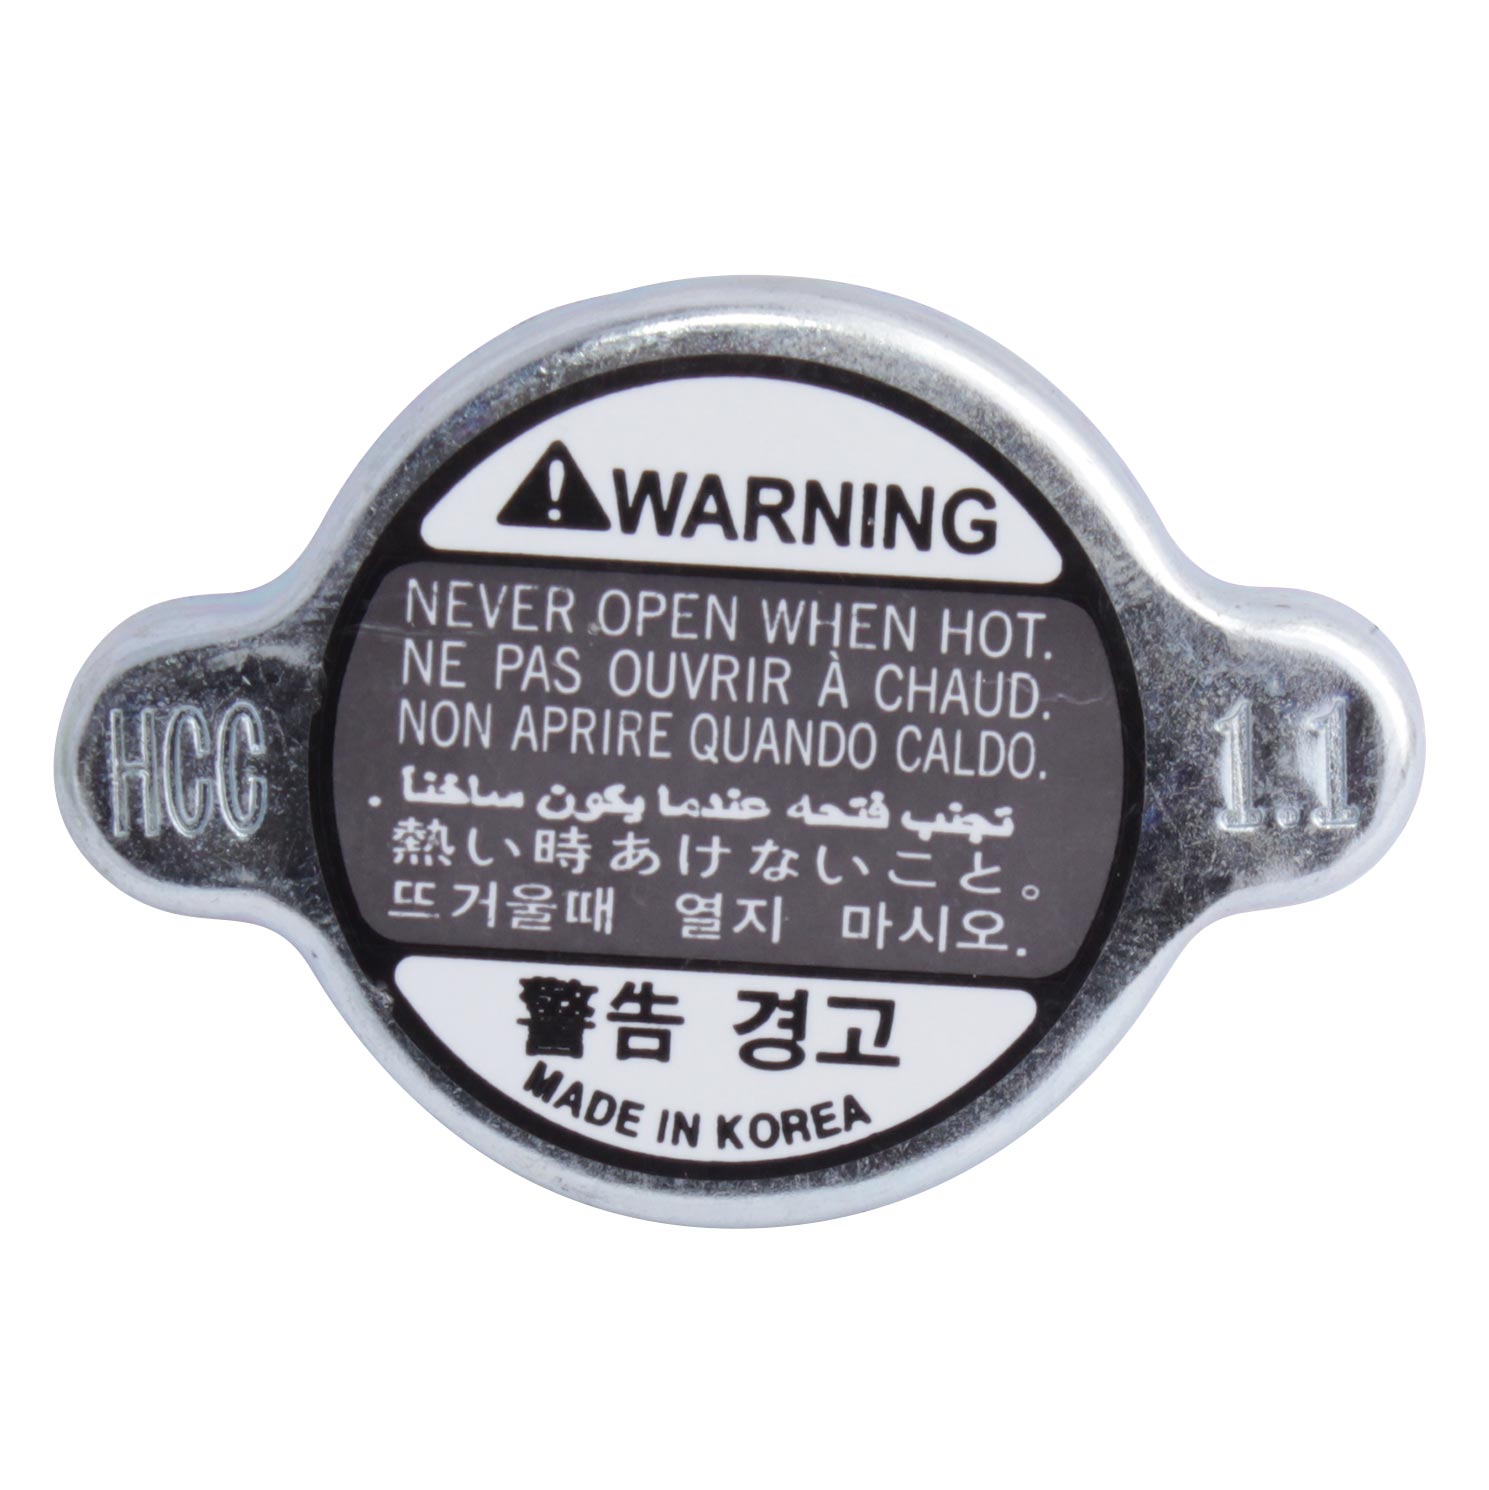 WARNING
NEVER OPEN WHEN HOT.
NE PAS OUVRIR À CHAUD.
NON APRIRE QUANDO CALDO.
تجنب فتحه عندما يكون ساخنا .
熱い時あけないこと。
뜨거울때 열지 마시오.
警告 경고
MADE IN KOREA
HCC
1.1